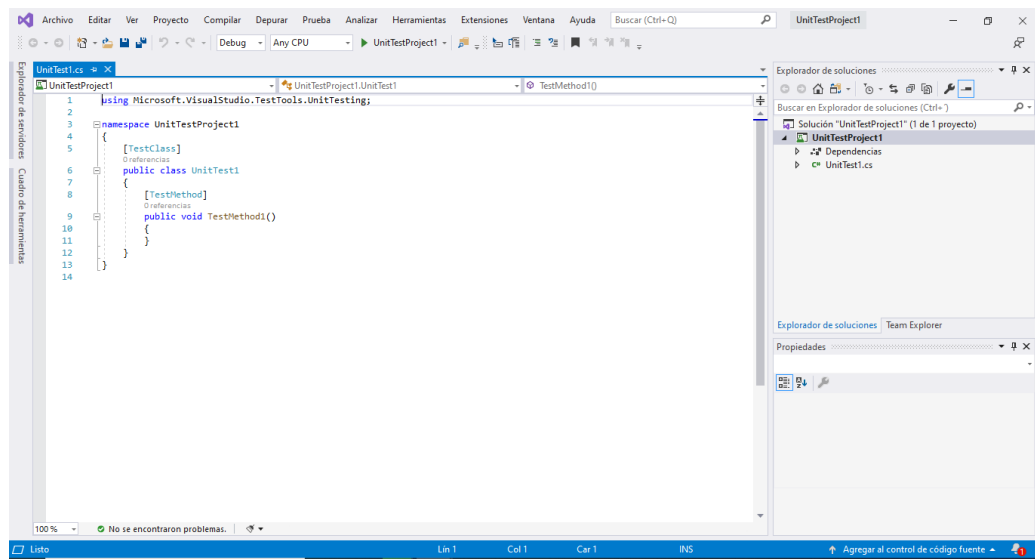 Archivo Editar Ver Proyecto Compilar Depurar Prueba Analizar Herramientas Extensiones Ventana Ayuda Buscar (Ctrl+Q) UnitTestProject1
Debug Any CPU UnitTestProject1
Explorador de servidores
Cuadro de herramientas
UnitTest1.cs
UnitTestProject1 UnitTestProject1.UnitTest1 TestMethod1()
1 using Microsoft.VisualStudio.TestTools.UnitTesting;
2
3 namespace UnitTestProject1
4 {
5 [TestClass]
0 referencias
6 public class UnitTest1
7 {
8 [TestMethod]
0 referencias
9 public void TestMethod1()
10 {
11 }
12 }
13 }
14
100 % No se encontraron problemas.
Explorador de soluciones
Buscar en Explorador de soluciones (Ctrl+´)
Solución "UnitTestProject1" (1 de 1 proyecto)
UnitTestProject1
Dependencias
C# UnitTest1.cs
Explorador de soluciones Team Explorer
Propiedades
Listo Lín 1 Col 1 Car 1 INS Agregar al control de código fuente 1